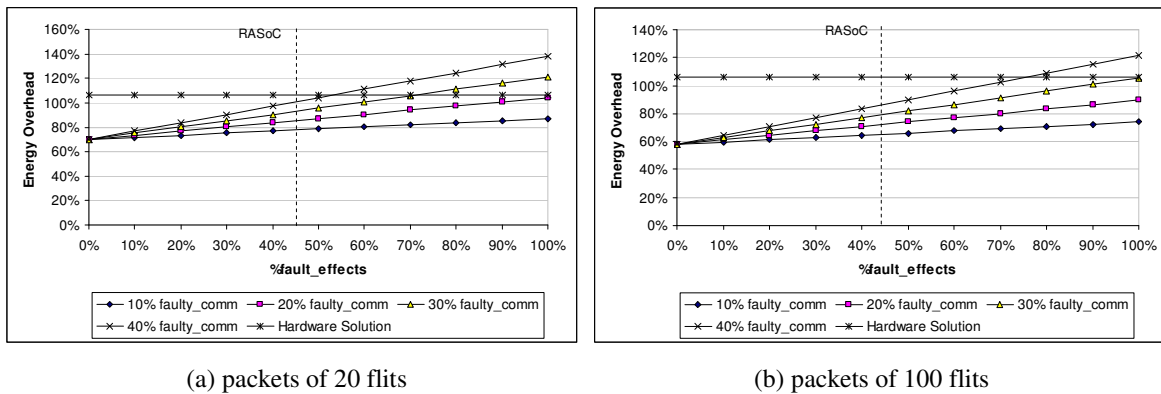 RASoC
160%
140%
120%
100%
80%
60%
40%
20%
0%
Energy Overhead
0% 10% 20% 30% 40% 50% 60% 70% 80% 90% 100%
%fault_effects
10% faulty_comm 20% faulty_comm 30% faulty_comm
40% faulty_comm Hardware Solution
(a) packets of 20 flits
RASoC
140%
120%
100%
80%
60%
40%
20%
0%
Energy Overhead
0% 10% 20% 30% 40% 50% 60% 70% 80% 90% 100%
%fault_effects
10% faulty_comm 20% faulty_comm 30% faulty_comm
40% faulty_comm Hardware Solution
(b) packets of 100 flits